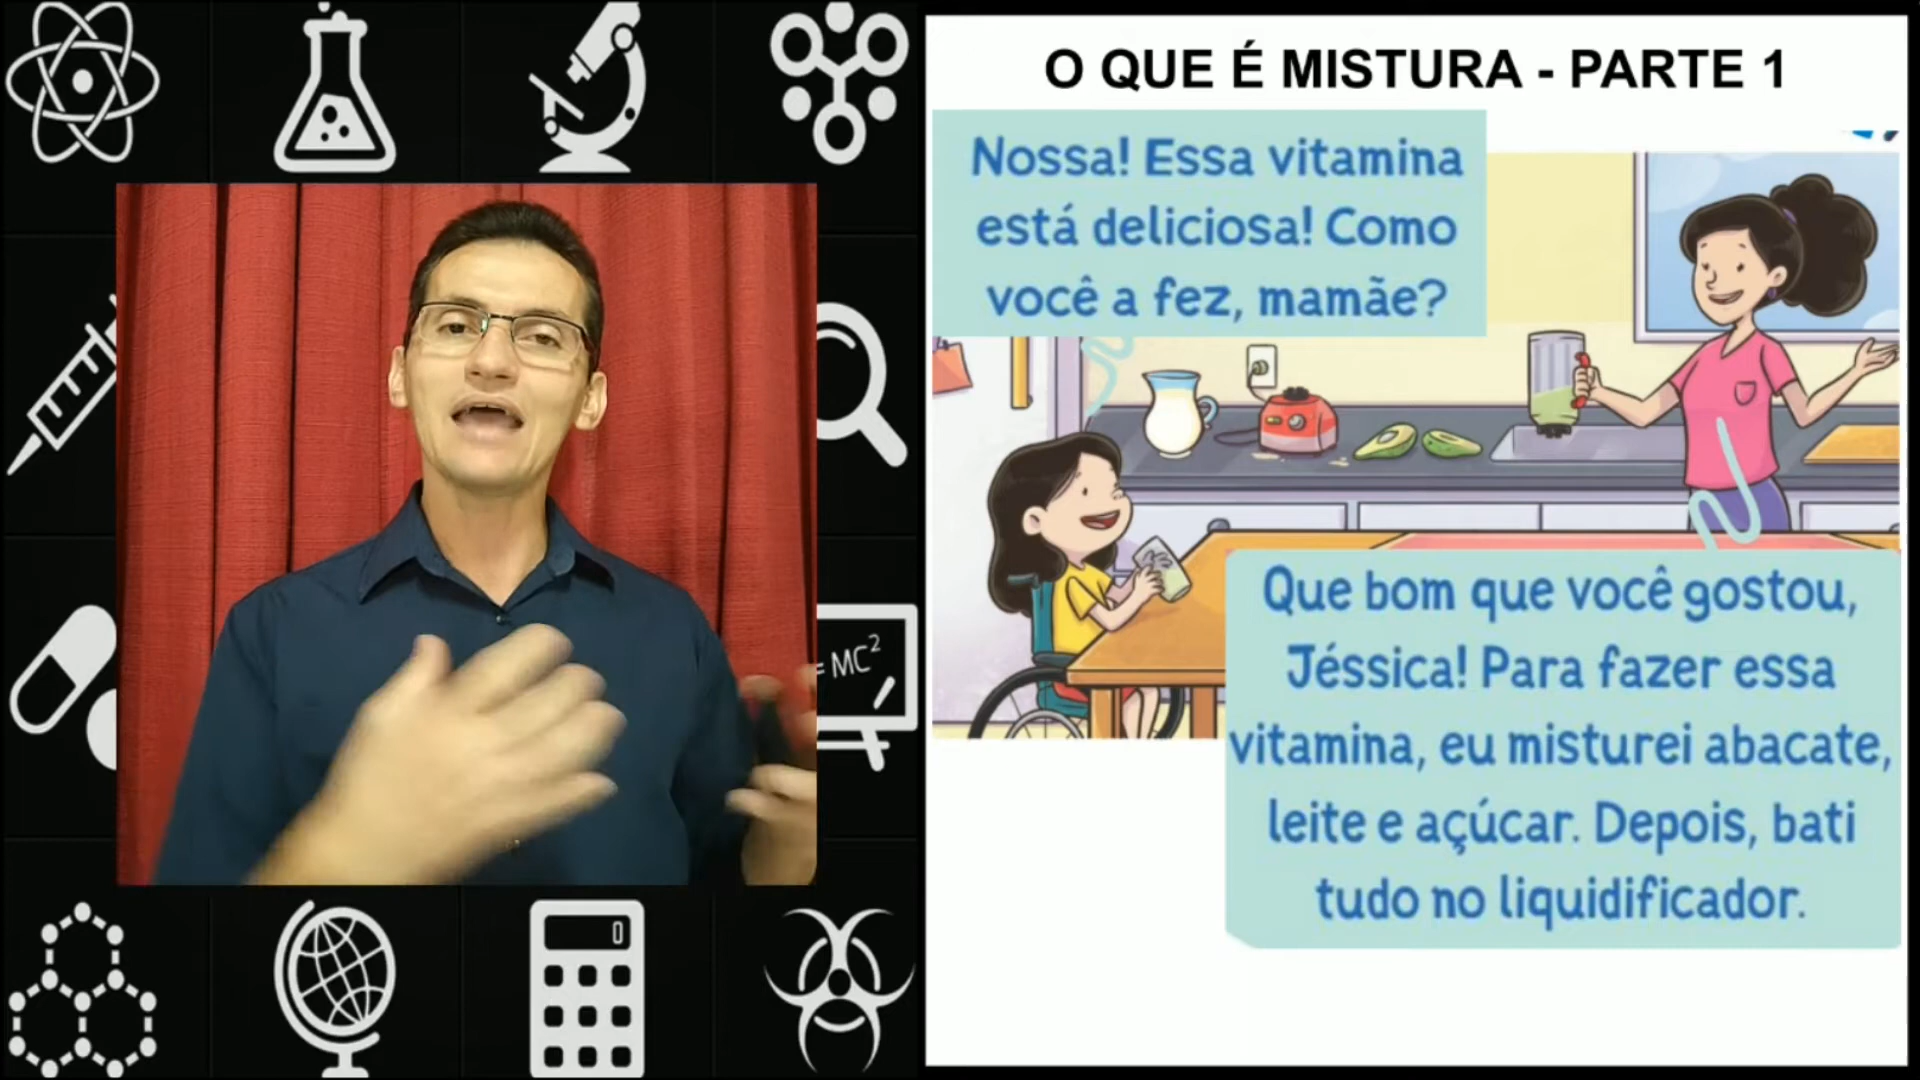 O QUE É MISTURA - PARTE 1
Nossa! Essa vitamina
está deliciosa! Como
você a fez, mamãe?
Que bom que você gostou,
Jéssica! Para fazer essa
vitamina, eu misturei abacate,
leite e açúcar. Depois, bati
tudo no liquidificador.
= MC²
0